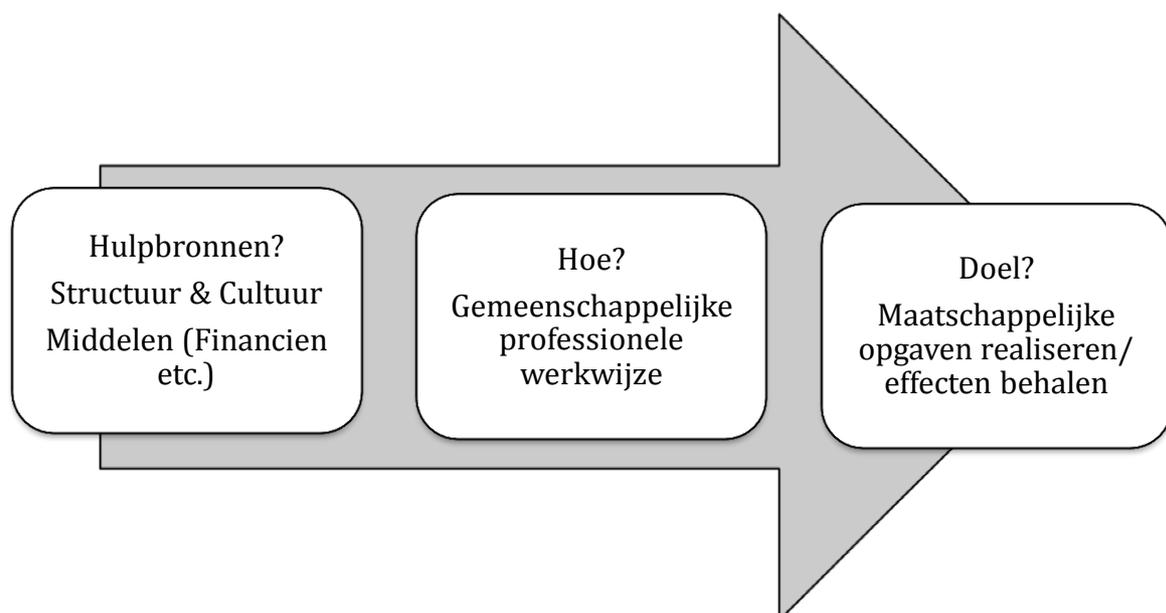 Hulpbronnen?
Structuur & Cultuur
Middelen (Financien
etc.)
Hoe?
Gemeenschappelijke
professionele
werkwijze
Doel?
Maatschappelijke
opgaven realiseren/
effecten behalen